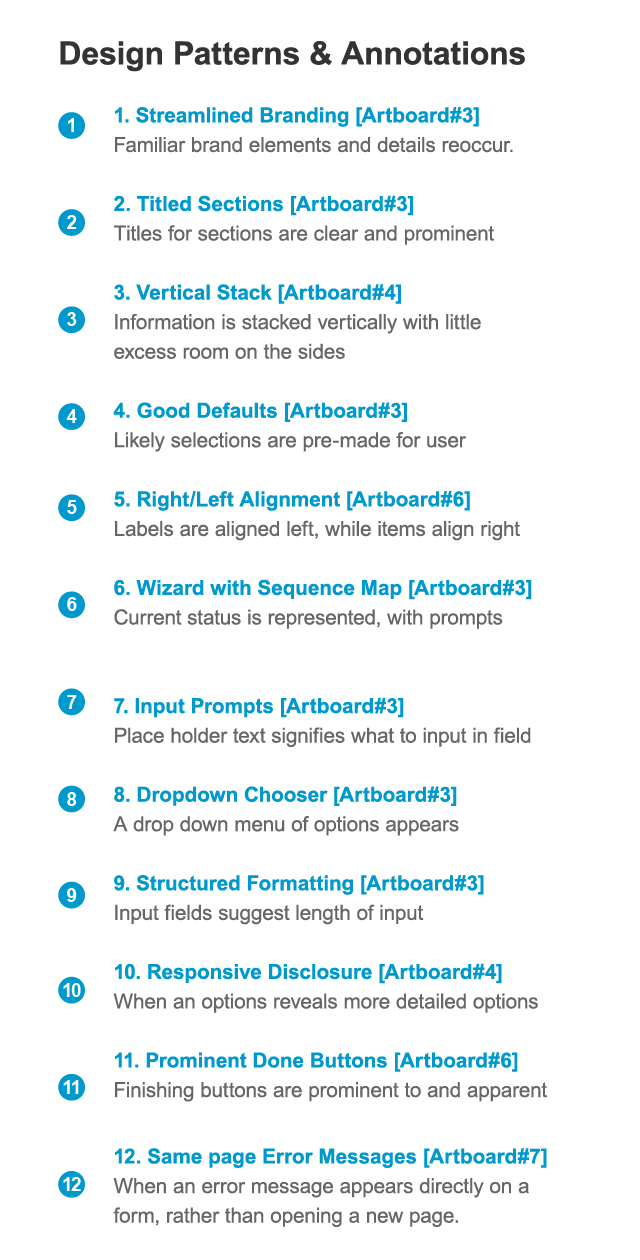 Design Patterns & Annotations
1
1. Streamlined Branding [Artboard#3]
Familiar brand elements and details reoccur.
2
2. Titled Sections [Artboard#3]
Titles for sections are clear and prominent
3
3. Vertical Stack [Artboard#4]
Information is stacked vertically with little
excess room on the sides
4
4. Good Defaults [Artboard#3]
Likely selections are pre-made for user
5
5. Right/Left Alignment [Artboard#6]
Labels are aligned left, while items align right
6
6. Wizard with Sequence Map [Artboard#3]
Current status is represented, with prompts
7
7. Input Prompts [Artboard#3]
Place holder text signifies what to input in field
8
8. Dropdown Chooser [Artboard#3]
A drop down menu of options appears
9
9. Structured Formatting [Artboard#3]
Input fields suggest length of input
10
10. Responsive Disclosure [Artboard#4]
When an options reveals more detailed options
11
11. Prominent Done Buttons [Artboard#6]
Finishing buttons are prominent to and apparent
12
12. Same page Error Messages [Artboard#7]
When an error message appears directly on a
form, rather than opening a new page.